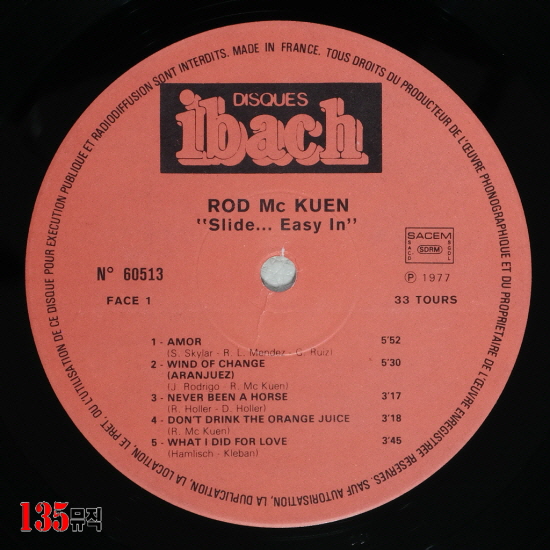 SONT INTERDITS. MADE IN FRANCE. TOUS DROITS DU PRODUCTEUR DE L'ŒUVRE PHONOGRAPHIQUE ET DU PROPRIETAIRE DE L'ŒUVRE ENREGISTREE RESERVES. SAUF AUTORISATION, LA DUPLICATION, LA LOCATION, LE PRET, OU L'UTILISATION DE CE DISQUE POUR EXECUTION PUBLIQUE ET RADIODIFFUSION
DISQUES
ibach
ROD Mc KUEN
"Slide... Easy In"
SACEM
SACD SDRM SGDL
N° 60513
Ⓟ 1977
FACE 1
33 TOURS
1 - AMOR 5'52
(S. Skylar - R. L. Mendez - G. Ruiz)
2 - WIND OF CHANGE 5'30
(ARANJUEZ)
(J. Rodrigo - R. Mc Kuen)
3 - NEVER BEEN A HORSE 3'17
(R. Holler - D. Holler)
4 - DON'T DRINK THE ORANGE JUICE 3'18
(R. Mc Kuen)
5 - WHAT I DID FOR LOVE 3'45
(Hamlisch - Kleban)
135뮤직